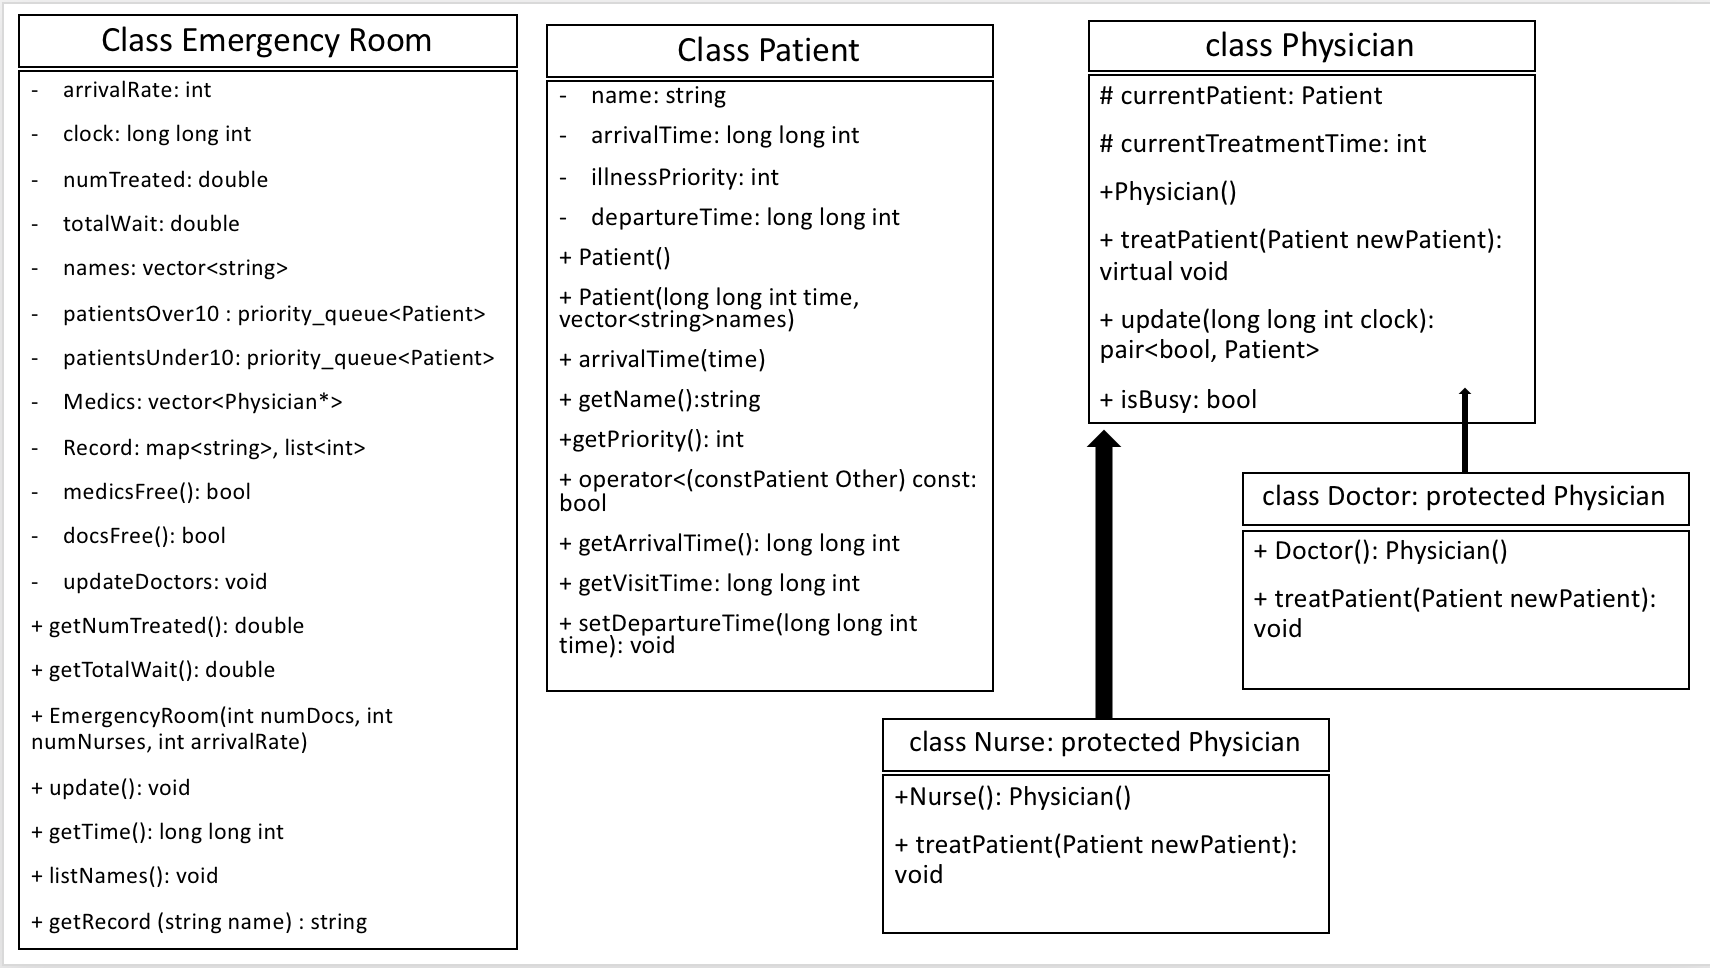 Class Emergency Room
- arrivalRate: int
- clock: long long int
- numTreated: double
- totalWait: double
- names: vector<string>
- patientsOver10 : priority_queue<Patient>
- patientsUnder10: priority_queue<Patient>
- Medics: vector<Physician*>
- Record: map<string>, list<int>
- medicsFree(): bool
- docsFree(): bool
- updateDoctors: void
+ getNumTreated(): double
+ getTotalWait(): double
+ EmergencyRoom(int numDocs, int
numNurses, int arrivalRate)
+ update(): void
+ getTime(): long long int
+ listNames(): void
+ getRecord (string name) : string
Class Patient
- name: string
- arrivalTime: long long int
- illnessPriority: int
- departureTime: long long int
+ Patient()
+ Patient(long long int time,
vector<string>names)
+ arrivalTime(time)
+ getName():string
+getPriority(): int
+ operator<(constPatient Other) const:
bool
+ getArrivalTime(): long long int
+ getVisitTime: long long int
+ setDepartureTime(long long int
time): void
class Physician
# currentPatient: Patient
# currentTreatmentTime: int
+Physician()
+ treatPatient(Patient newPatient):
virtual void
+ update(long long int clock):
pair<bool, Patient>
+ isBusy: bool
class Doctor: protected Physician
+ Doctor(): Physician()
+ treatPatient(Patient newPatient):
void
class Nurse: protected Physician
+Nurse(): Physician()
+ treatPatient(Patient newPatient):
void